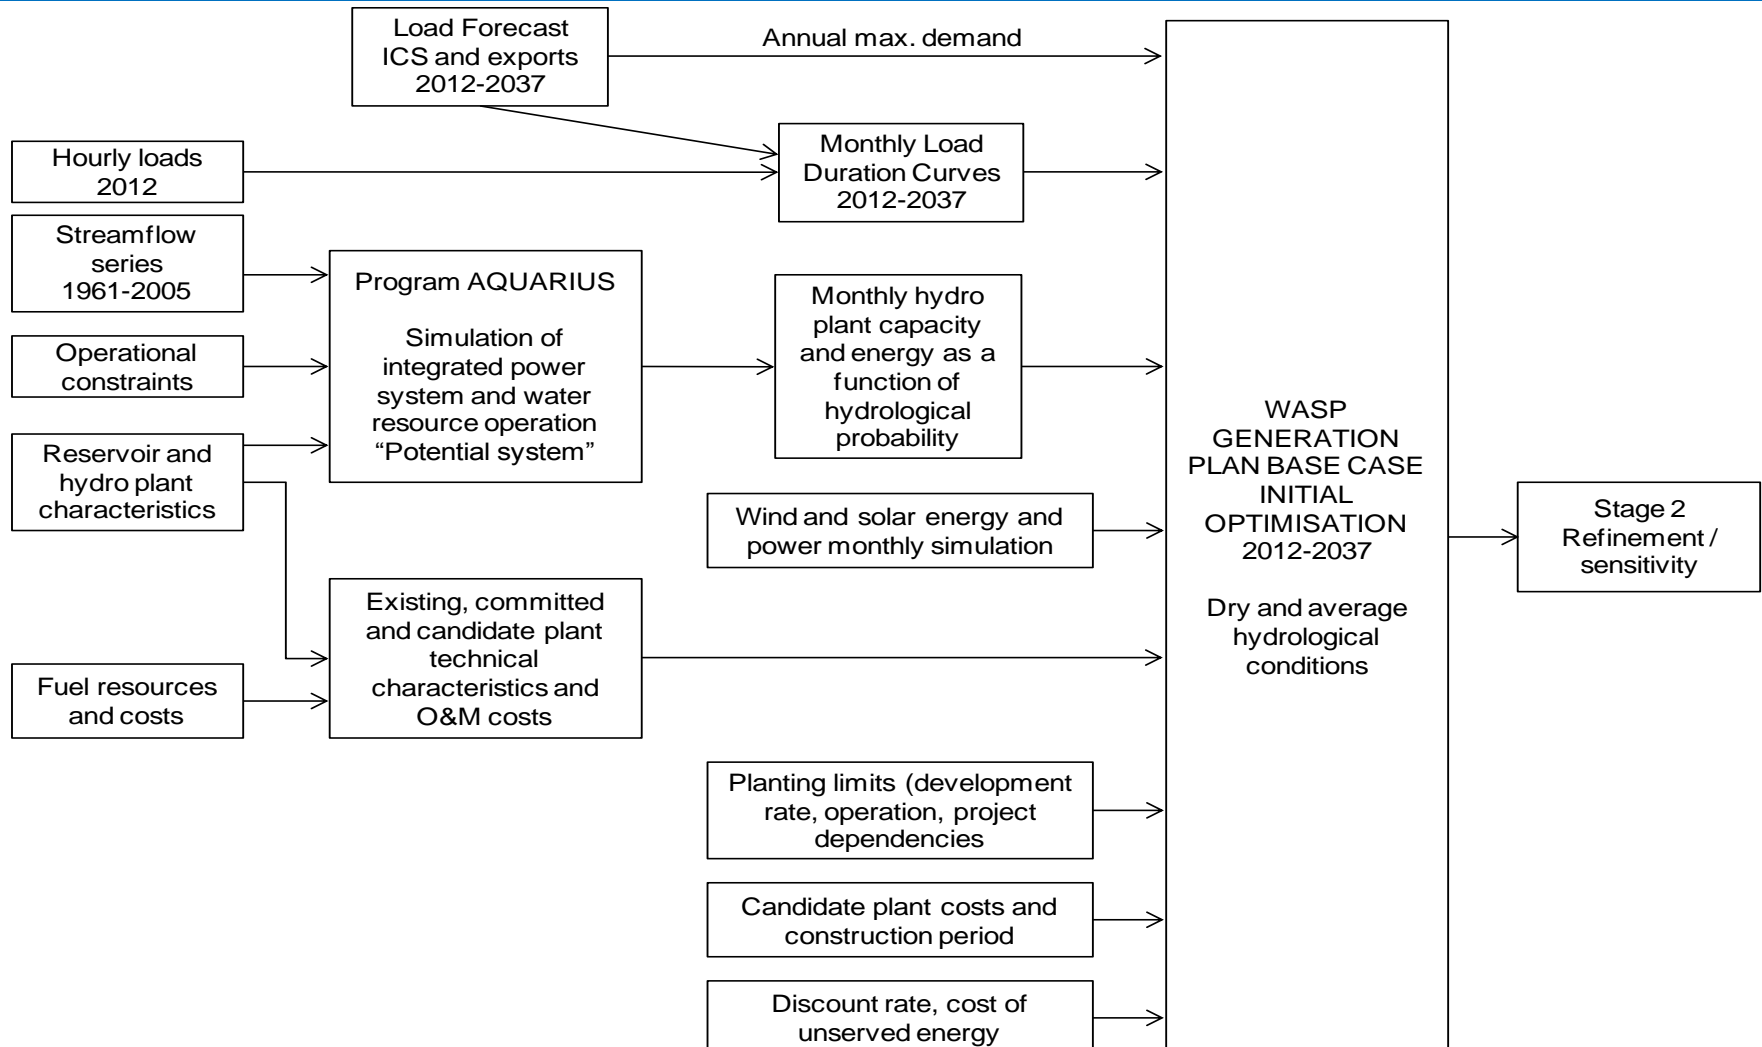 Load Forecast
ICS and exports
2012-2037
Annual max. demand
Hourly loads
2012
Monthly Load
Duration Curves
2012-2037
Streamflow
series
1961-2005
Operational
constraints
Reservoir and
hydro plant
characteristics
Program AQUARIUS
Simulation of
integrated power
system and water
resource operation
“Potential system”
Monthly hydro
plant capacity
and energy as a
function of
hydrological
probability
Wind and solar energy and
power monthly simulation
Fuel resources
and costs
Existing, committed
and candidate plant
technical
characteristics and
O&M costs
Planting limits (development
rate, operation, project
dependencies
Candidate plant costs and
construction period
Discount rate, cost of
unserved energy
WASP
GENERATION
PLAN BASE CASE
INITIAL
OPTIMISATION
2012-2037
Dry and average
hydrological
conditions
Stage 2
Refinement /
sensitivity